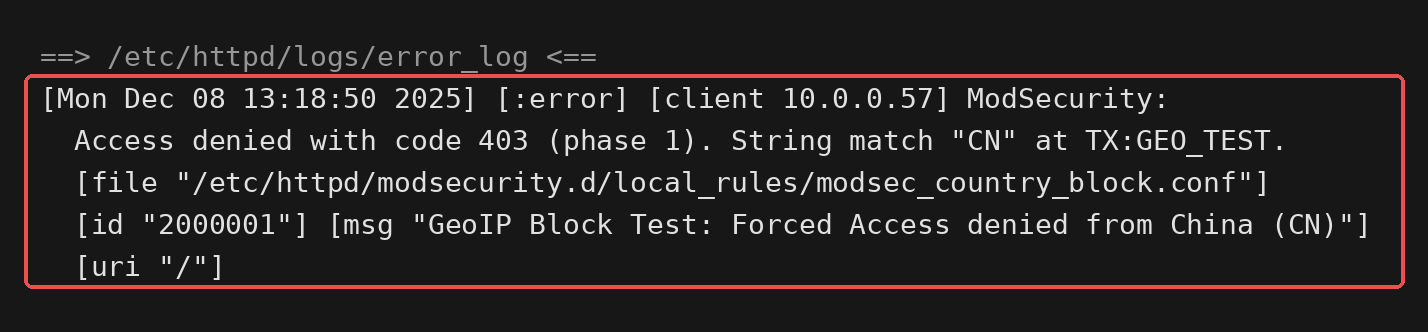 ==> /etc/httpd/logs/error_log <==
[Mon Dec 08 13:18:50 2025] [:error] [client 10.0.0.57] ModSecurity:
Access denied with code 403 (phase 1). String match "CN" at TX:GEO_TEST.
[file "/etc/httpd/modsecurity.d/local_rules/modsec_country_block.conf"]
[id "2000001"] [msg "GeoIP Block Test: Forced Access denied from China (CN)"]
[uri "/"]